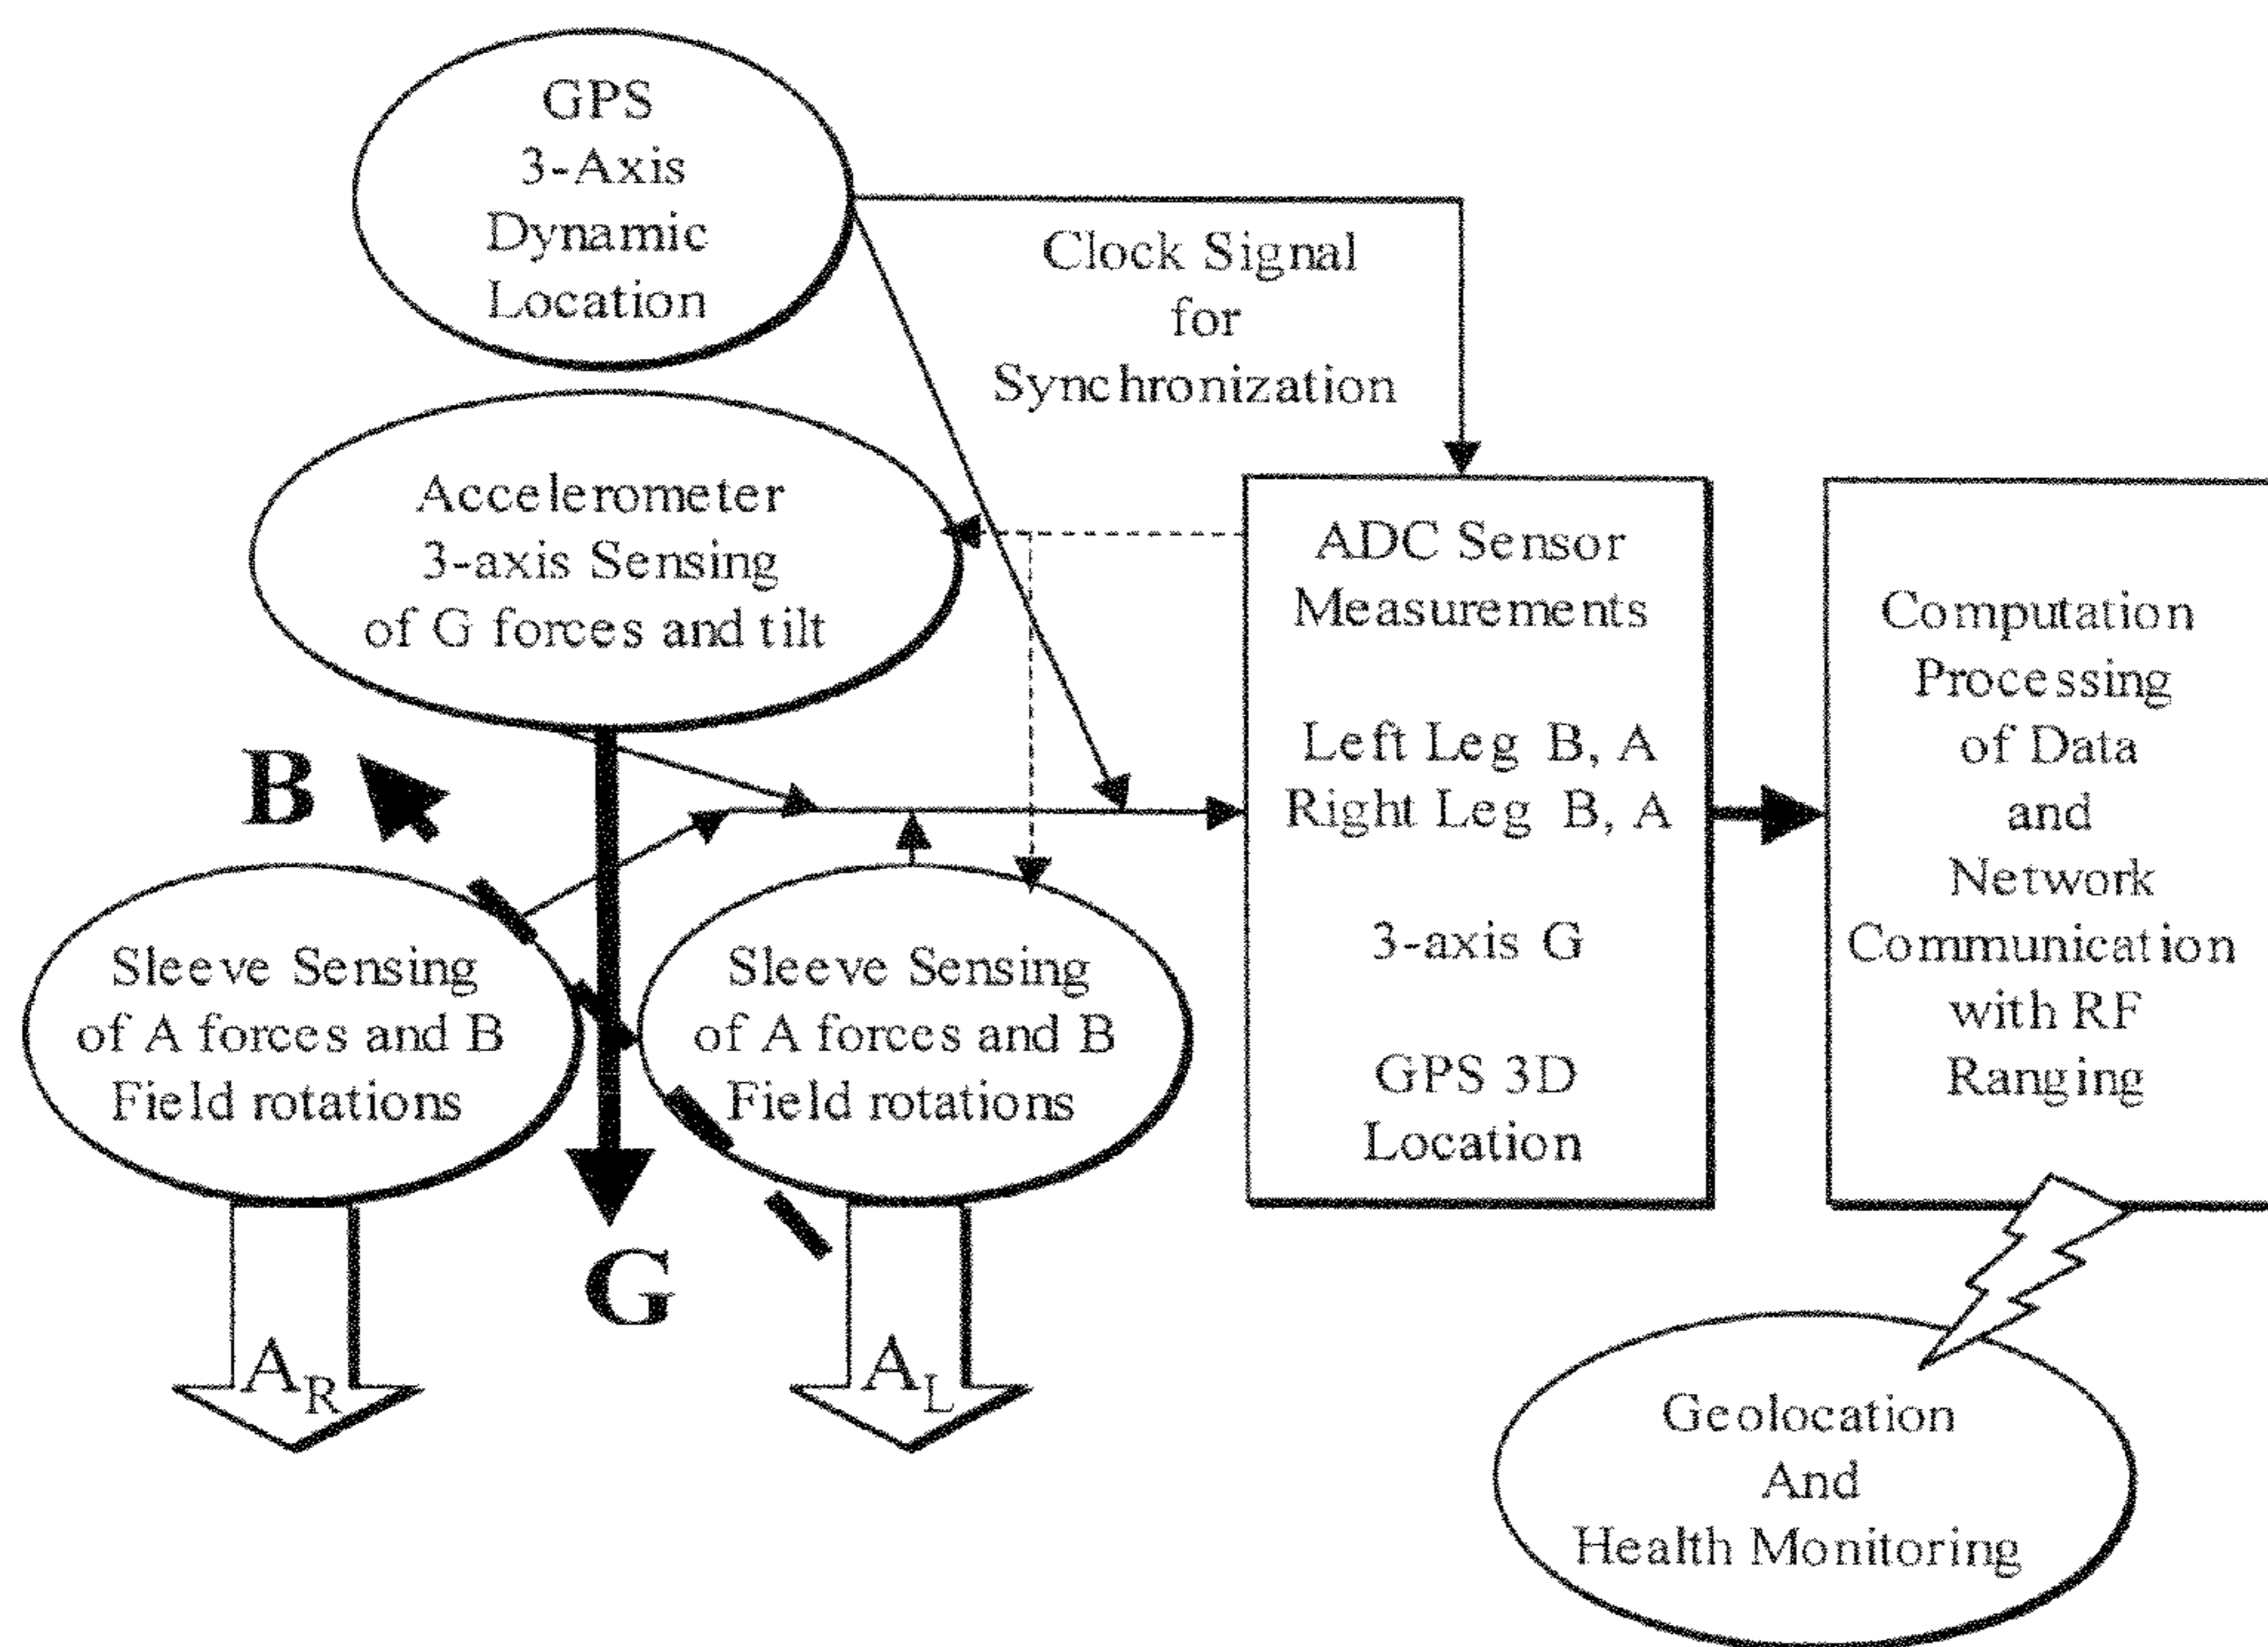 GPS
3-Axis
Dynamic
Location
Clock Signal
for
Synchronization
Accelerometer
3-axis Sensing
of G forces and tilt
B
Sleeve Sensing
of A forces and B
Field rotations
Sleeve Sensing
of A forces and B
Field rotations
G
A_R
A_L
ADC Sensor
Measurements
Left Leg B, A
Right Leg B, A
3-axis G
GPS 3D
Location
Computation
Processing
of Data
and
Network
Communication
with RF
Ranging
Geolocation
And
Health Monitoring